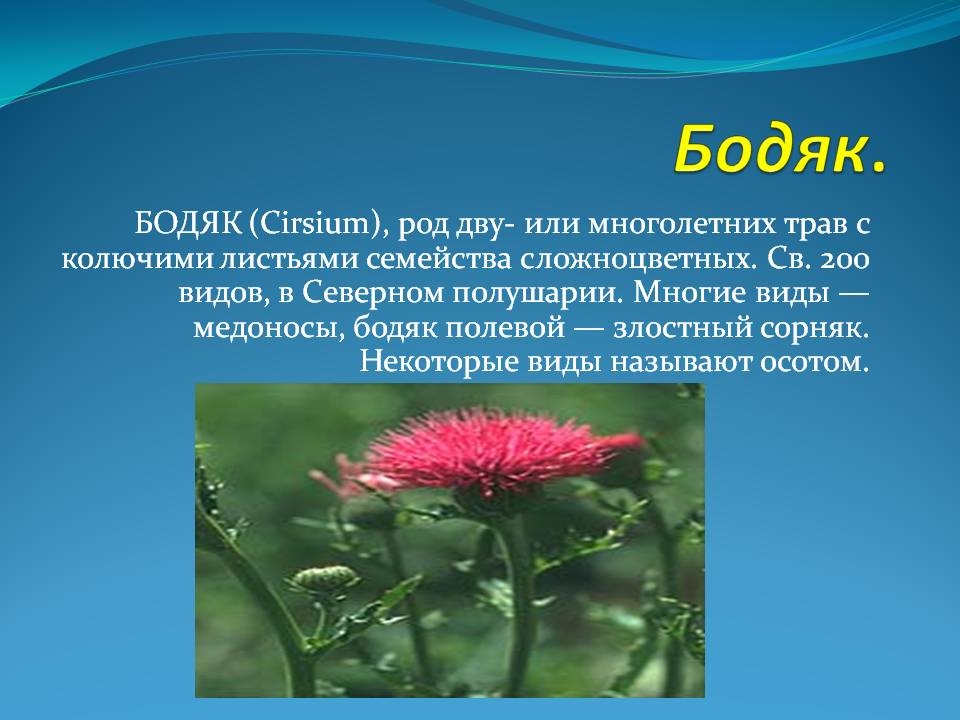 Бодяк.
БОДЯК (Cirsium), род дву- или многолетних трав с
колючими листьями семейства сложноцветных. Св. 200
видов, в Северном полушарии. Многие виды —
медоносы, бодяк полевой — злостный сорняк.
Некоторые виды называют осотом.